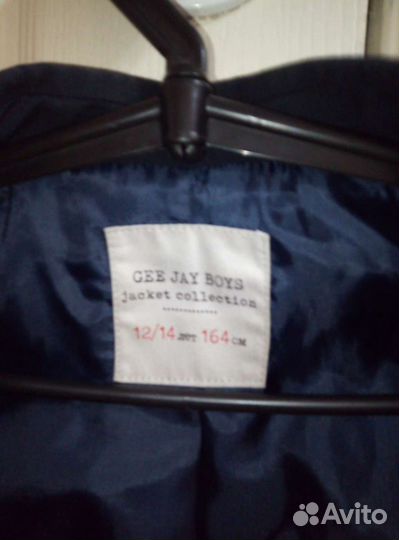 GEE JAY BOYS
jacket collection
12/14 лет 164 см
Avito